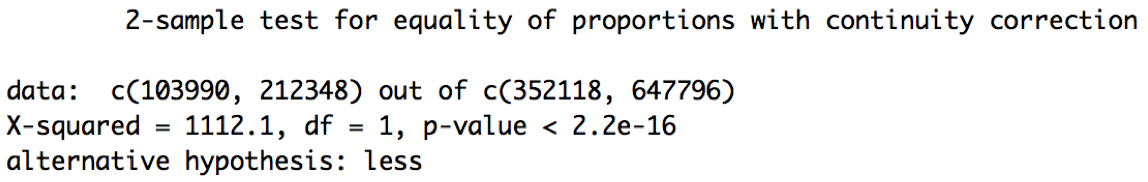 2-sample test for equality of proportions with continuity correction
data:  c(103990, 212348) out of c(352118, 647796)
X-squared = 1112.1, df = 1, p-value < 2.2e-16
alternative hypothesis: less